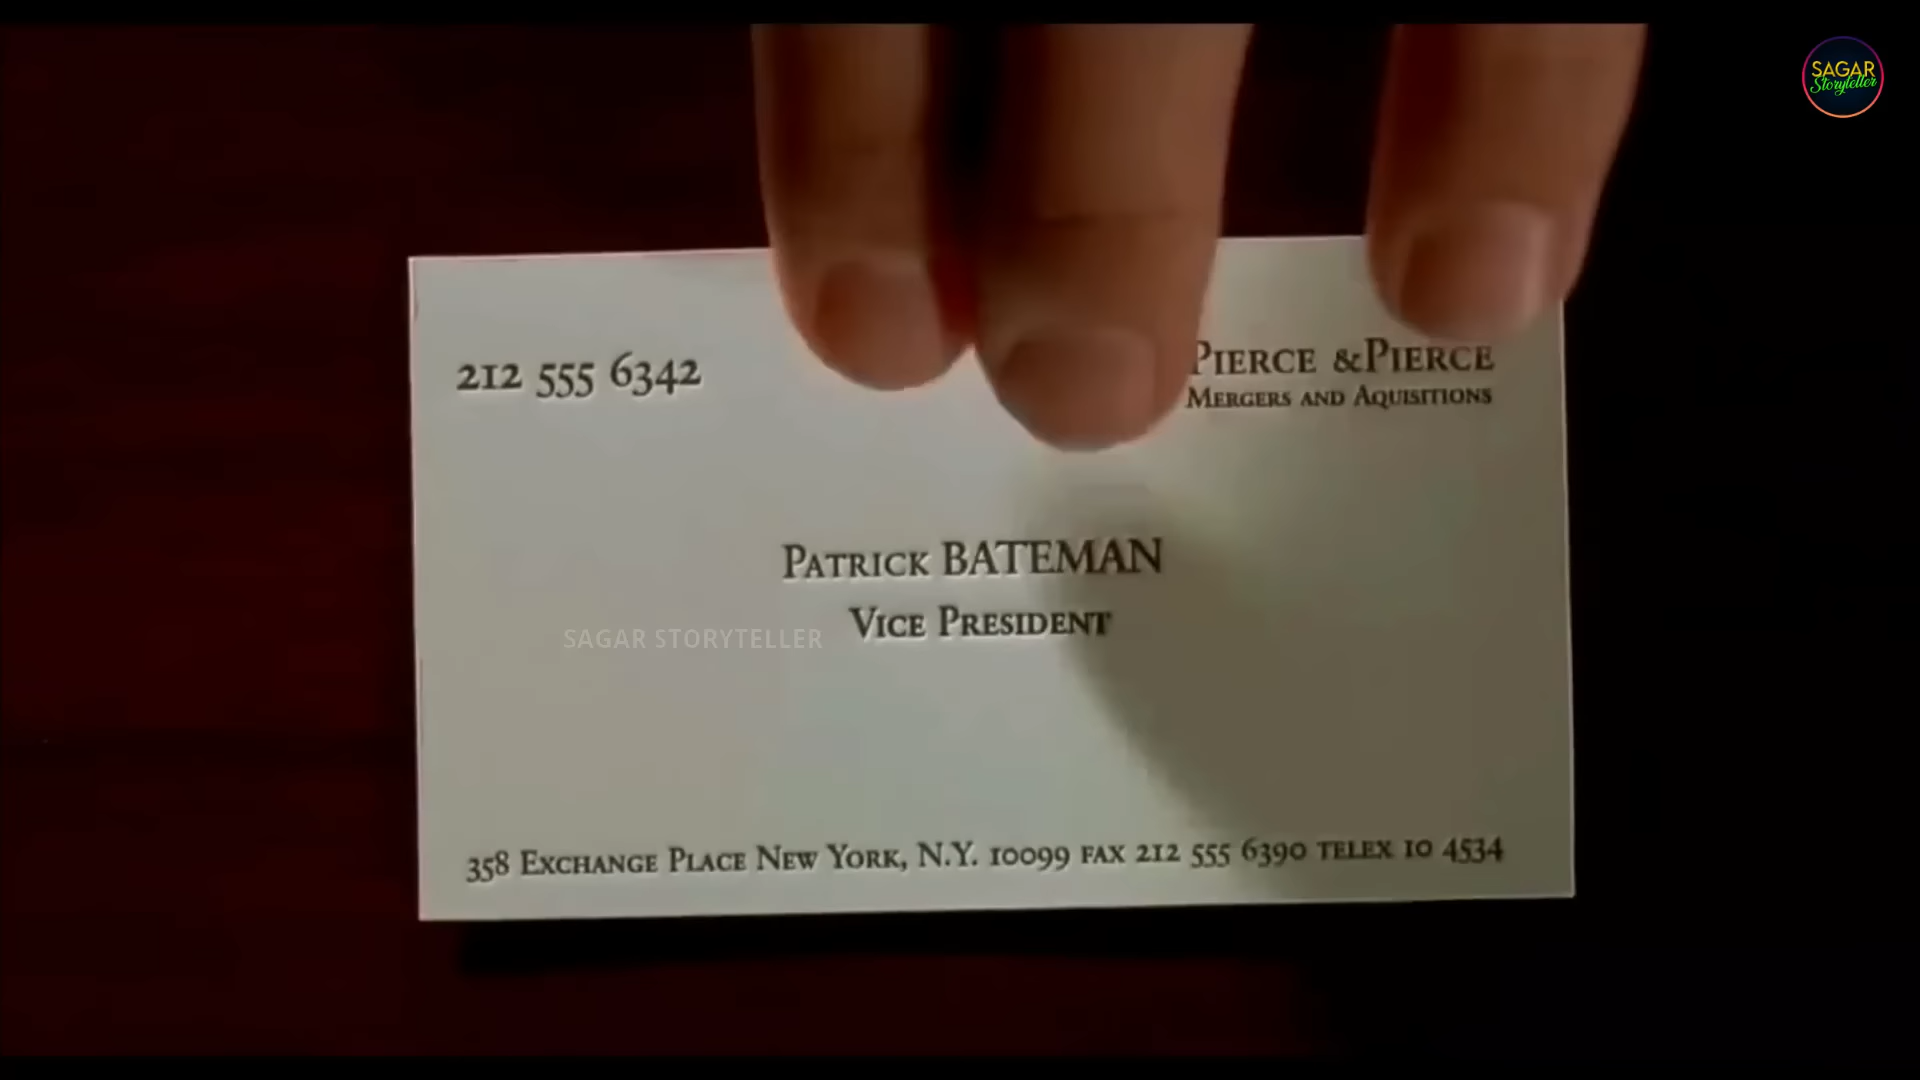 SAGAR
Storyteller
212 555 6342
PIERCE &PIERCE
MERGERS AND AQUISITIONS
PATRICK BATEMAN
VICE PRESIDENT
SAGAR STORYTELLER
358 EXCHANGE PLACE NEW YORK, N.Y. 10099 FAX 212 555 6390 TELEX 10 4534